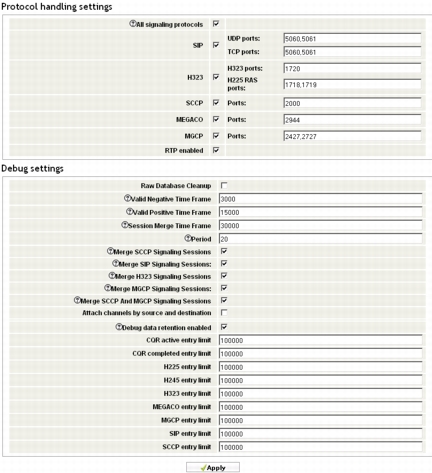 Protocol handling settings
All signaling protocols
SIP
UDP ports: 5060,5061
TCP ports: 5060,5061
H323
H323 ports: 1720
H225 RAS ports: 1718,1719
SCCP Ports: 2000
MEGACO Ports: 2944
MGCP Ports: 2427,2727
RTP enabled
Debug settings
Raw Database Cleanup
Valid Negative Time Frame 3000
Valid Positive Time Frame 15000
Session Merge Time Frame 30000
Period 20
Merge SCCP Signaling Sessions
Merge SIP Signaling Sessions:
Merge H323 Signaling Sessions
Merge MGCP Signaling Sessions:
Merge SCCP And MGCP Signaling Sessions
Attach channels by source and destination
Debug data retention enabled
CQR active entry limit 100000
CQR completed entry limit 100000
H225 entry limit 100000
H245 entry limit 100000
H323 entry limit 100000
MEGACO entry limit 100000
MGCP entry limit 100000
SIP entry limit 100000
SCCP entry limit 100000
Apply